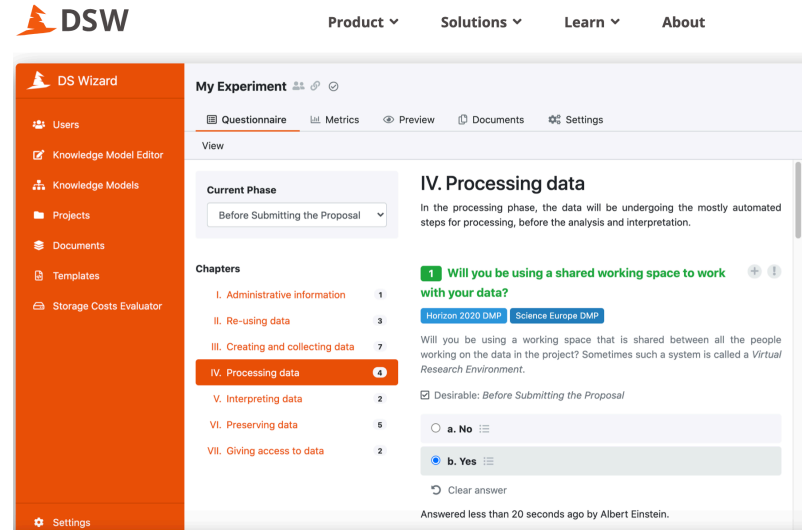 DSW
Product
Solutions
Learn
About
DS Wizard
Users
Knowledge Model Editor
Knowledge Models
Projects
Documents
Templates
Storage Costs Evaluator
Settings
My Experiment
Questionnaire
Metrics
Preview
Documents
Settings
View
Current Phase
Before Submitting the Proposal
Chapters
I. Administrative information 1
II. Re-using data 3
III. Creating and collecting data 7
IV. Processing data 4
V. Interpreting data 2
VI. Preserving data 5
VII. Giving access to data 2
IV. Processing data
In the processing phase, the data will be undergoing the mostly automated
steps for processing, before the analysis and interpretation.
1 Will you be using a shared working space to work
with your data?
Horizon 2020 DMP Science Europe DMP
Will you be using a working space that is shared between all the people
working on the data in the project? Sometimes such a system is called a Virtual
Research Environment.
Desirable: Before Submitting the Proposal
a. No
b. Yes
Clear answer
Answered less than 20 seconds ago by Albert Einstein.